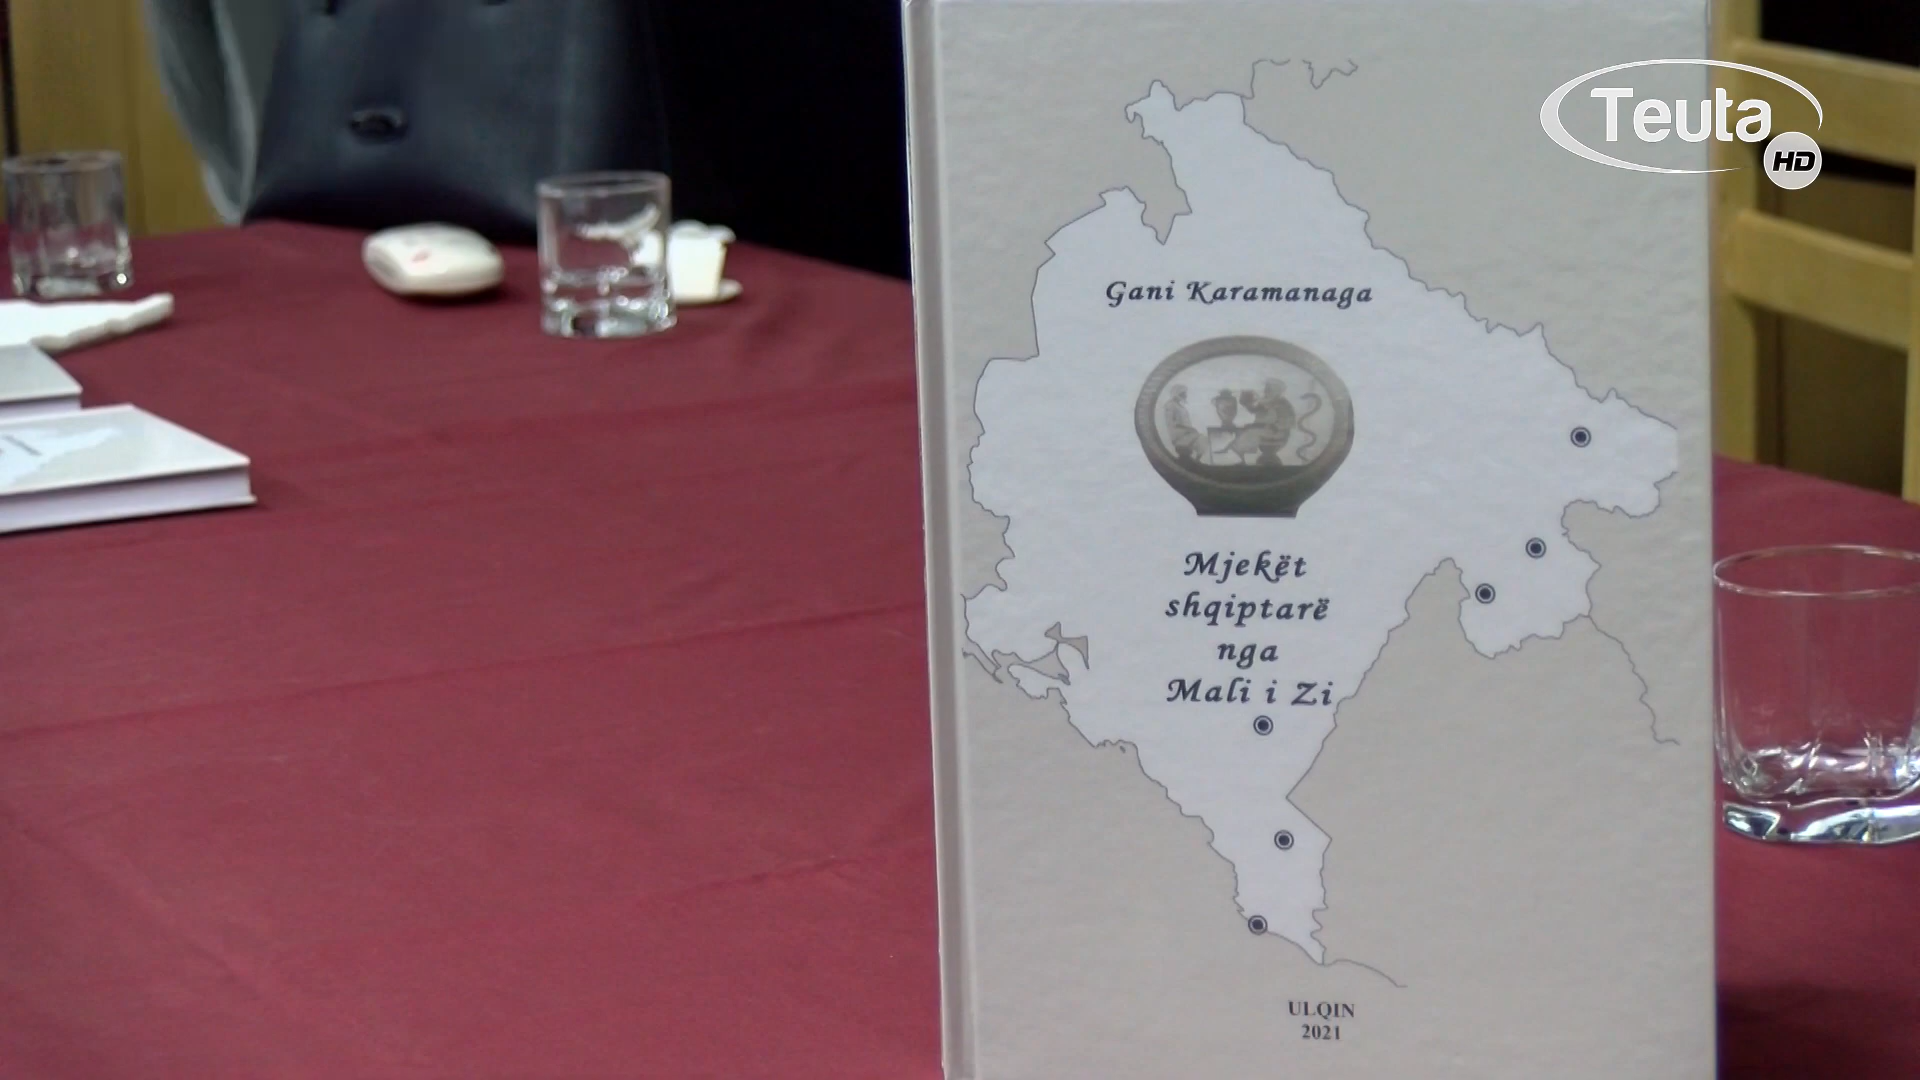 Teuta
HD
Gani Karamanaga
Mjekët
shqiptarë
nga
Mali i Zi
ULQIN
2021